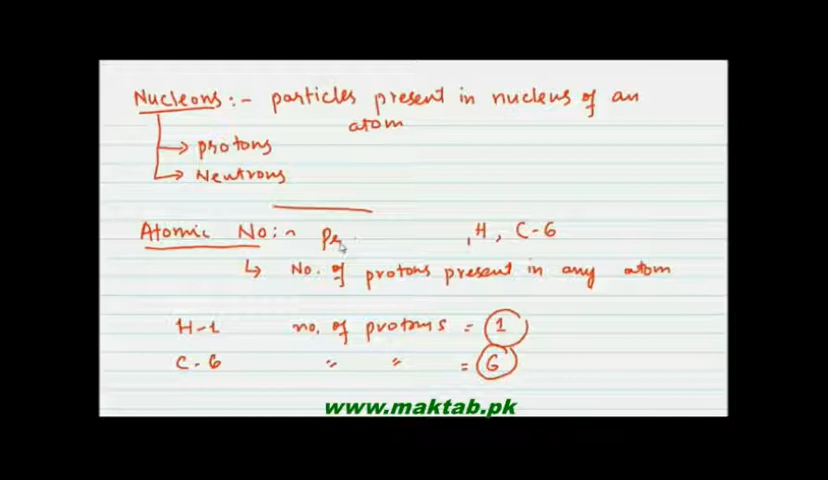 Nucleons :- particles present in nucleus of an
atom
→ protons
→ Neutrons
Atomic No:- Pr , H, C-6
↳ No. of protons present in any atom
H-1 no. of protons = 1
C-6 〃 〃 = 6
www.maktab.pk